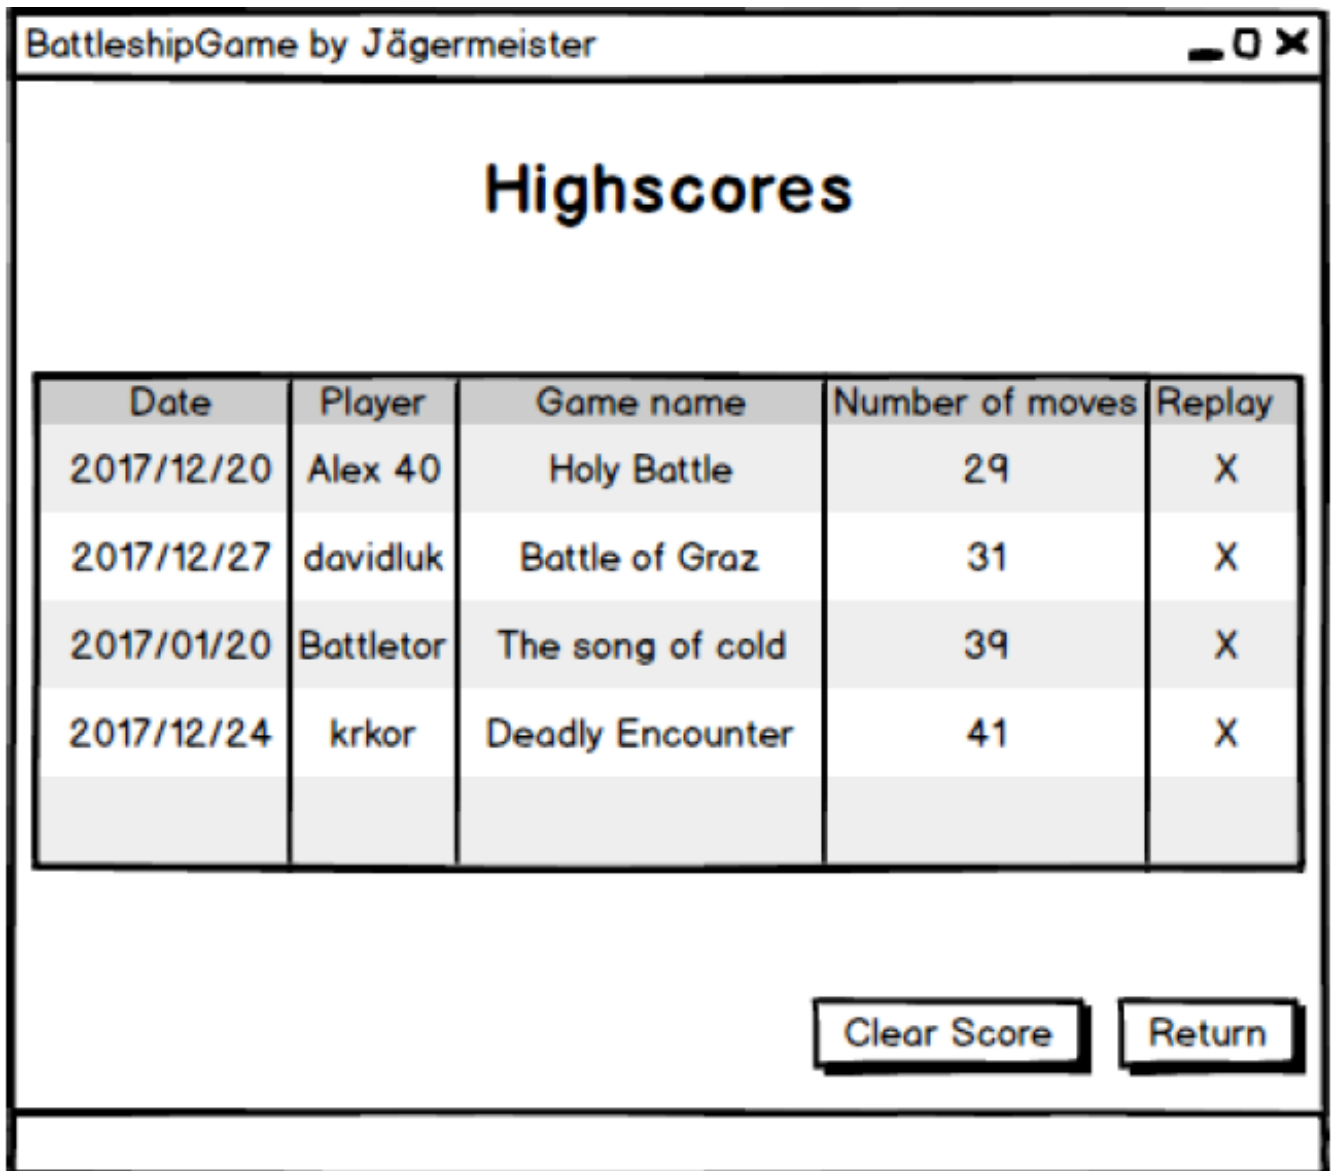 BattleshipGame by Jägermeister
Highscores
Date Player Game name Number of moves Replay
2017/12/20 Alex 40 Holy Battle 29 X
2017/12/27 davidluk Battle of Graz 31 X
2017/01/20 Battletor The song of cold 39 X
2017/12/24 krkor Deadly Encounter 41 X
Clear Score Return